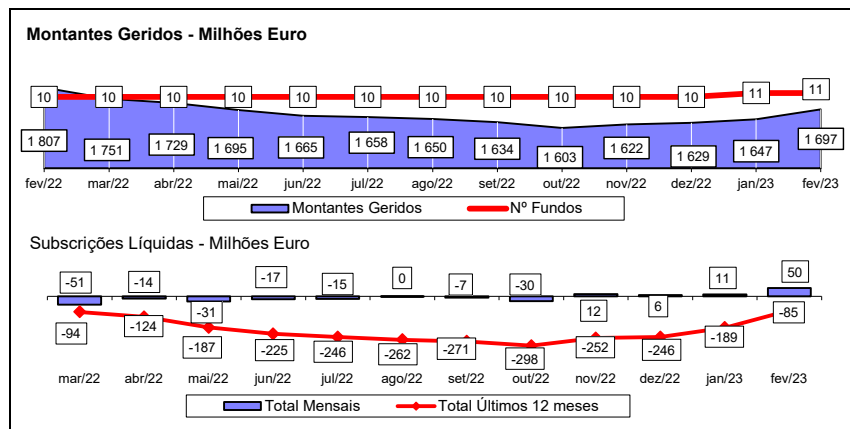 Montantes Geridos - Milhões Euro
10 10 10 10 10 10 10 10 10 10 10 11 11
1 807 1 751 1 729 1 695 1 665 1 658 1 650 1 634 1 603 1 622 1 629 1 647 1 697
fev/22 mar/22 abr/22 mai/22 jun/22 jul/22 ago/22 set/22 out/22 nov/22 dez/22 jan/23 fev/23
Montantes Geridos Nº Fundos
Subscrições Líquidas - Milhões Euro
-51 -14 -31 -17 -15 0 -7 -30 12 6 11 50
-94 -124 -187 -225 -246 -262 -271 -298 -252 -246 -189 -85
mar/22 abr/22 mai/22 jun/22 jul/22 ago/22 set/22 out/22 nov/22 dez/22 jan/23 fev/23
Total Mensais Total Últimos 12 meses